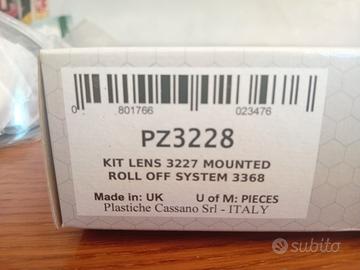 0 801766 023476
PZ3228
KIT LENS 3227 MOUNTED
ROLL OFF SYSTEM 3368
Made in: UK U of M: PIECES
Plastiche Cassano Srl - ITALY
subito